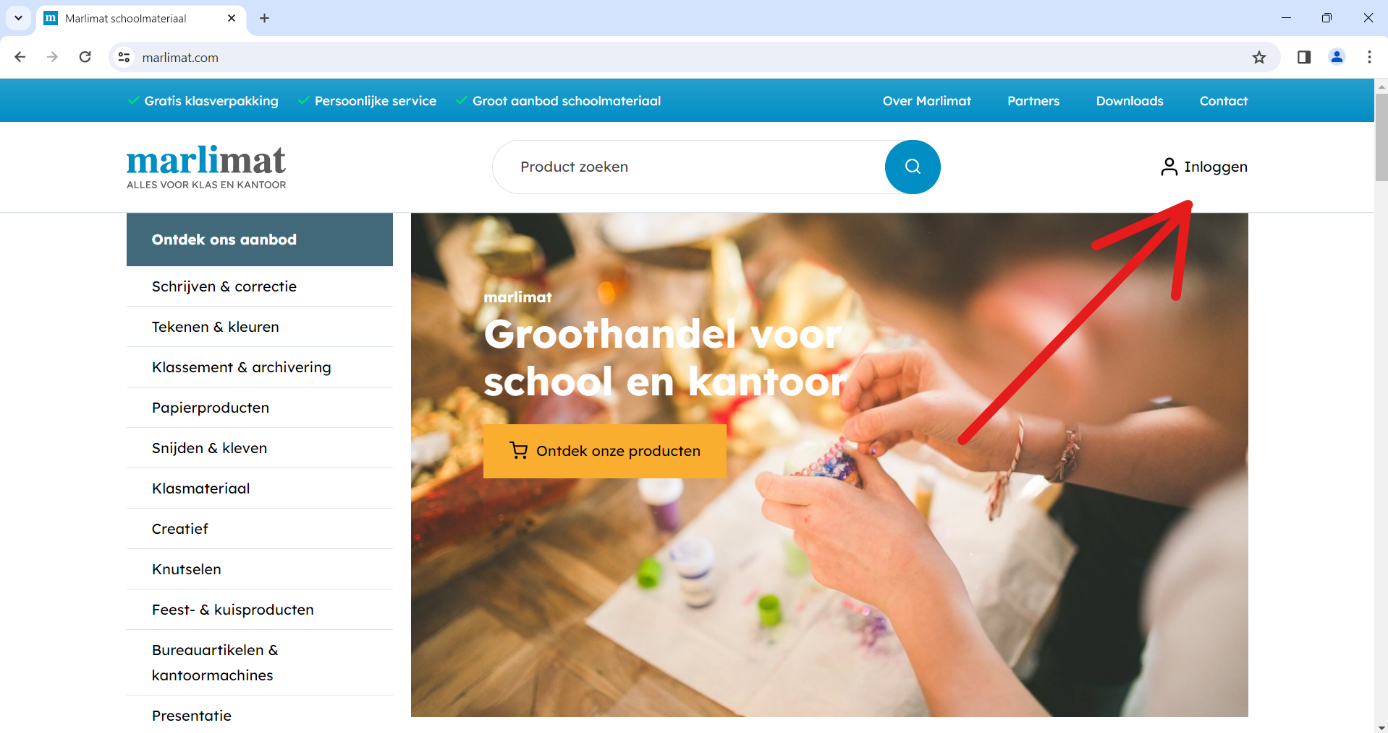 Marlimat schoolmateriaal
marlimat.com
Gratis klasverpakking Persoonlijke service Groot aanbod schoolmateriaal Over Marlimat Partners Downloads Contact
marlimat
ALLES VOOR KLAS EN KANTOOR
Product zoeken
Inloggen
Ontdek ons aanbod
Schrijven & correctie
Tekenen & kleuren
Klassement & archivering
Papierproducten
Snijden & kleven
Klasmateriaal
Creatief
Knutselen
Feest- & kuisproducten
Bureauartikelen &
kantoormachines
Presentatie
marlimat
Groothandel voor
school en kantoor
Ontdek onze producten